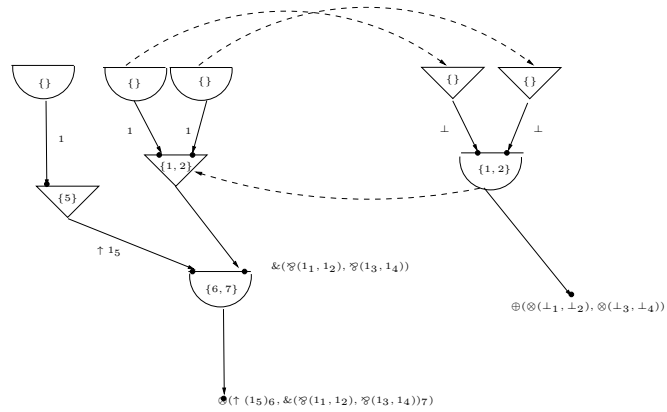 {} {} {} {} {}
1 1 1 ⊥ ⊥
{1, 2} {1, 2}
{5}
↑ 1₅
&(⅋(1₁, 1₂), ⅋(1₃, 1₄))
{6, 7}
⊕(⊗(⊥₁, ⊥₂), ⊗(⊥₃, ⊥₄))
⊗(↑ (1₅)₆, &(⅋(1₁, 1₂), ⅋(1₃, 1₄))₇)